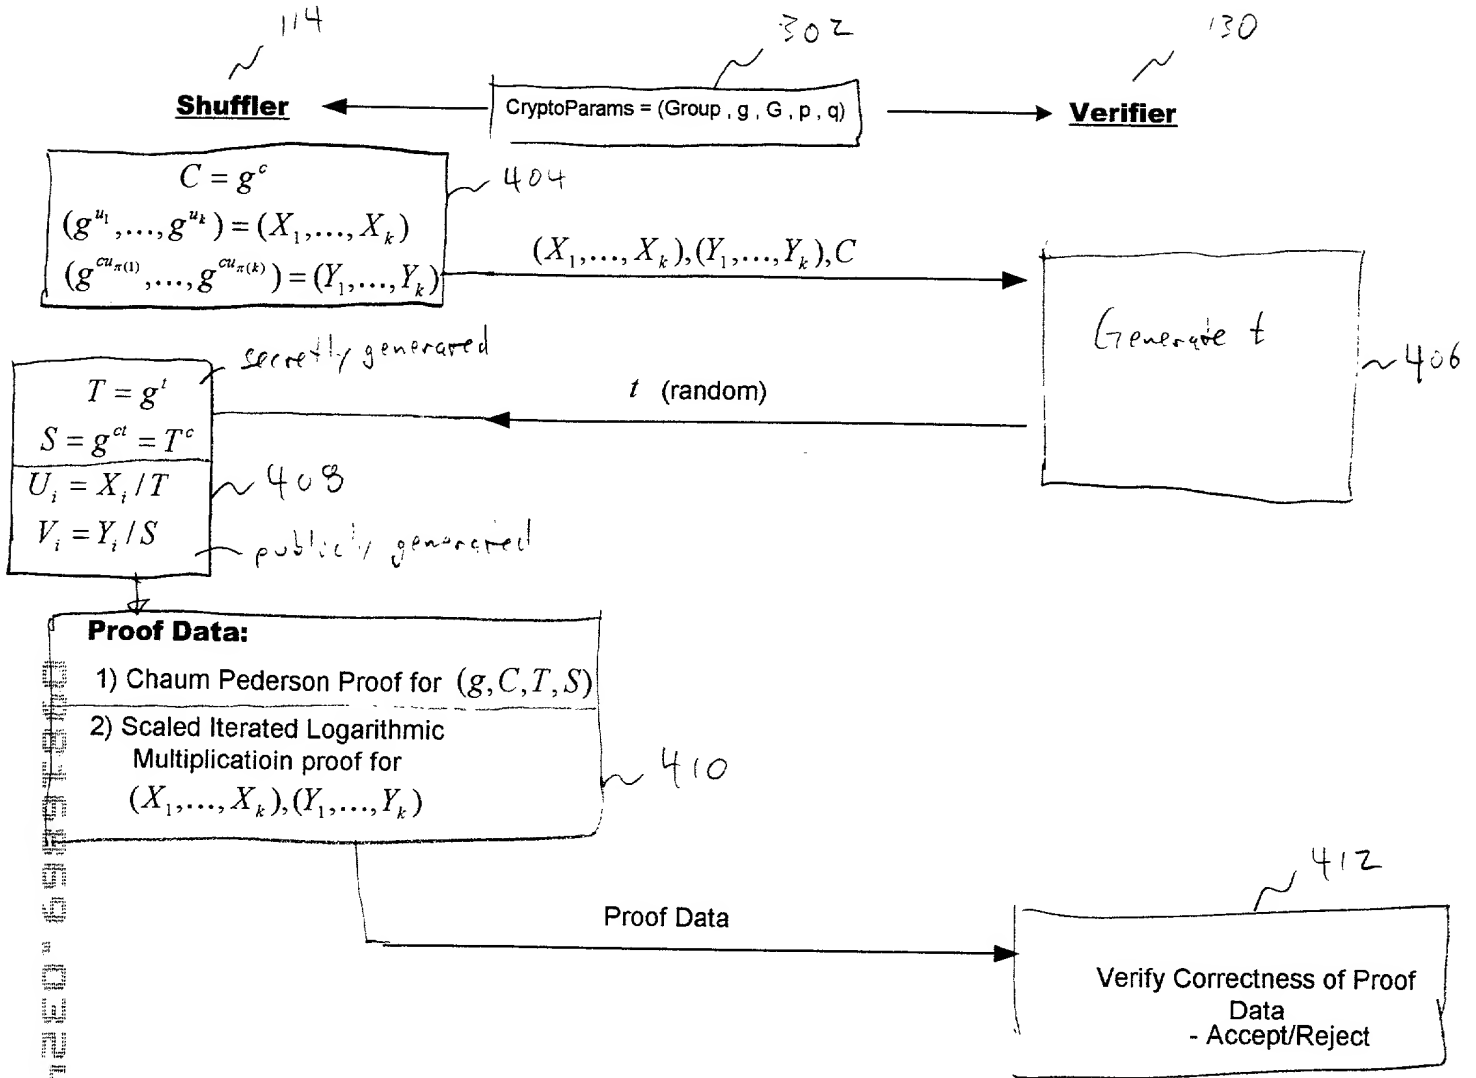 114
302
130
Shuffler
CryptoParams = (Group , g , G , p , q)
Verifier
C = g^c
404
(g^{u_1},...,g^{u_k}) = (X_1,...,X_k)
(g^{cu_{π(1)}},...,g^{cu_{π(k)}}) = (Y_1,...,Y_k)
(X_1,...,X_k),(Y_1,...,Y_k),C
Generate t
406
secretly generared
T = g^t
t (random)
S = g^{ct} = T^c
U_i = X_i / T
408
V_i = Y_i / S
publicly generared
Proof Data:
1) Chaum Pederson Proof for (g,C,T,S)
2) Scaled Iterated Logarithmic
Multiplicatioin proof for
(X_1,...,X_k),(Y_1,...,Y_k)
410
412
Proof Data
Verify Correctness of Proof
Data
- Accept/Reject